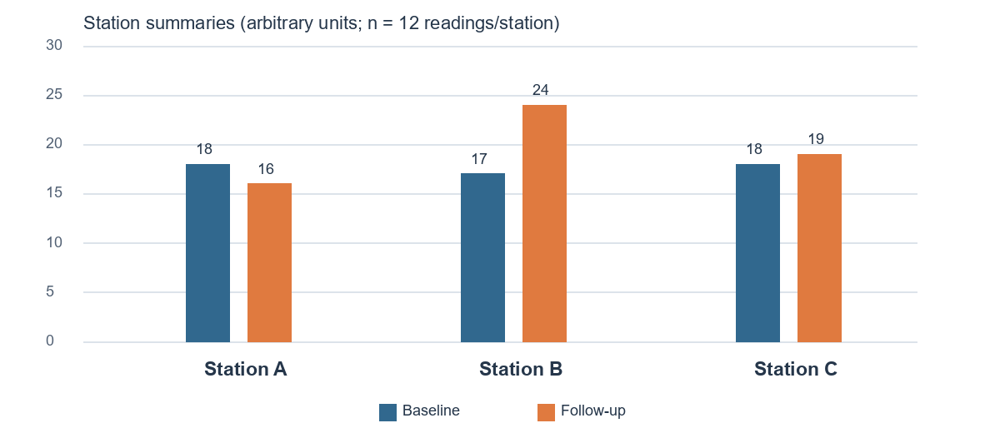 Station summaries (arbitrary units; n = 12 readings/station)
30
25
20
15
10
5
0
18
16
17
24
18
19
Station A
Station B
Station C
Baseline
Follow-up